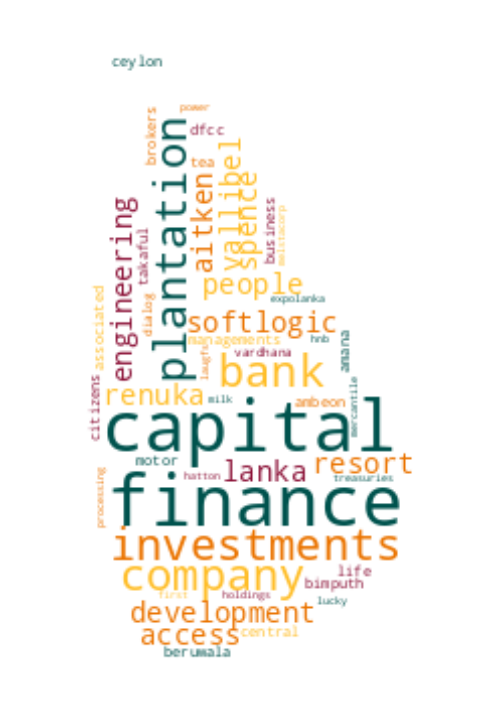 ceylon
power
brokers
plantation
dfcc
tea
vallibel
aitken
spence
engineering
takaful
business
people
expolanka
associated
dialog
softlogic
managements
hnb
amana
laugfs
vardhana
bank
citizens
renuka
milk
ambeon
mercantile
capital
motor
hatton
lanka
resort
treasuries
processing
finance
investments
company
life
bimputh
first
holdings
lucky
development
access
central
berumala